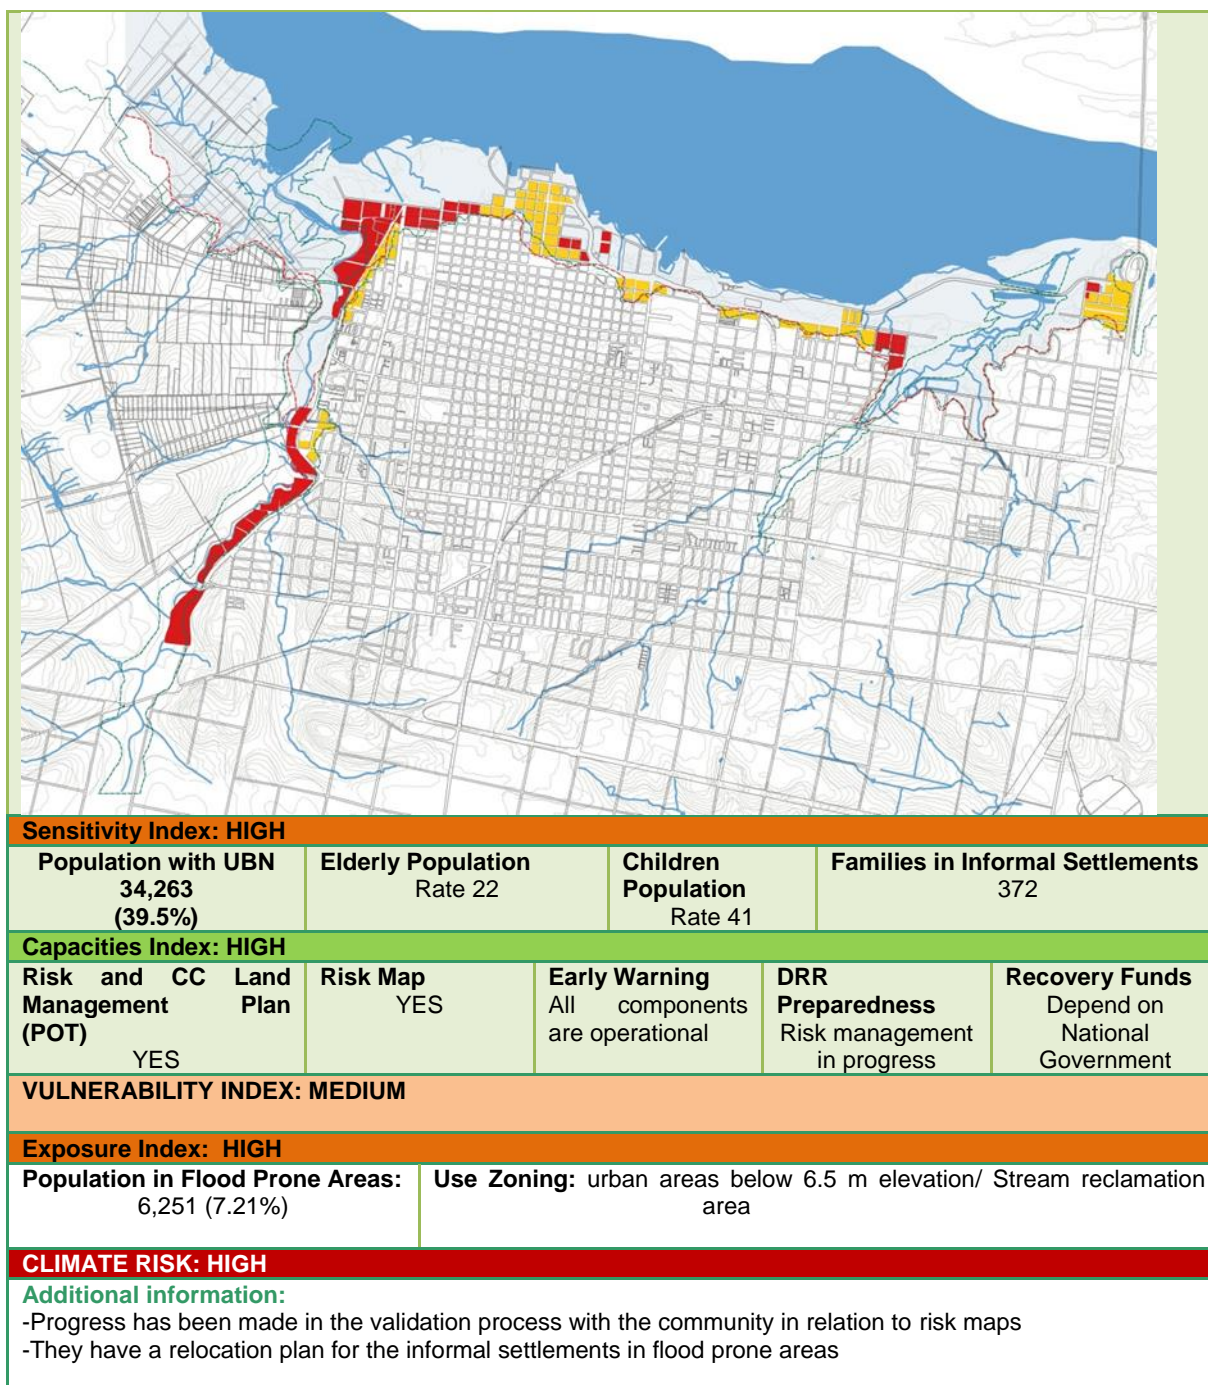 Sensitivity Index: HIGH
Population with UBN
34,263
(39.5%)
Elderly Population
Rate 22
Children
Population
Rate 41
Families in Informal Settlements
372
Capacities Index: HIGH
Risk and CC Land
Management Plan
(POT)
YES
Risk Map
YES
Early Warning
All components
are operational
DRR
Preparedness
Risk management
in progress
Recovery Funds
Depend on
National
Government
VULNERABILITY INDEX: MEDIUM
Exposure Index: HIGH
Population in Flood Prone Areas:
6,251 (7.21%)
Use Zoning: urban areas below 6.5 m elevation/ Stream reclamation
area
CLIMATE RISK: HIGH
Additional information:
-Progress has been made in the validation process with the community in relation to risk maps
-They have a relocation plan for the informal settlements in flood prone areas